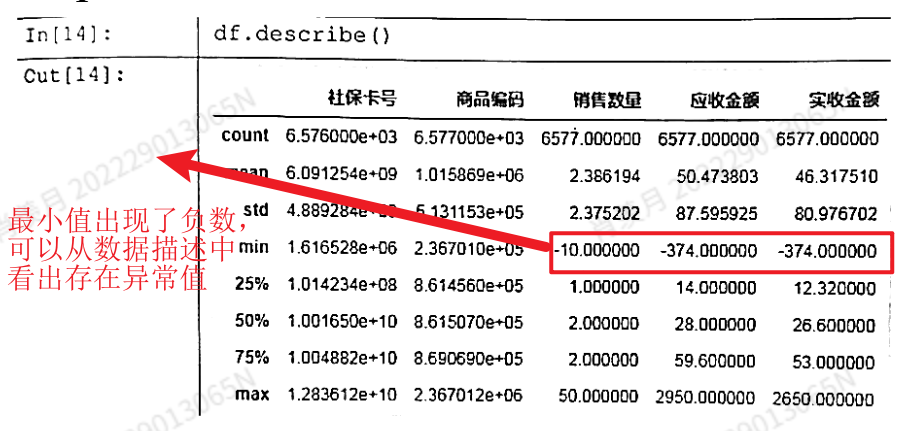 In[14]: df.describe()
Cut[14]:
社保卡号 商品编码 销售数量 应收金额 实收金额
count 6.576000e+03 6.577000e+03 6577.000000 6577.000000 6577.000000
mean 6.091254e+09 1.015869e+06 2.386194 50.473803 46.317510
std 4.889284e+09 5.131153e+05 2.375202 87.595925 80.976702
min 1.616528e+06 2.367010e+05 -10.000000 -374.000000 -374.000000
25% 1.014234e+08 8.614560e+05 1.000000 14.000000 12.320000
50% 1.001650e+10 8.615070e+05 2.000000 28.000000 26.600000
75% 1.004882e+10 8.690690e+05 2.000000 59.600000 53.000000
max 1.283612e+10 2.367012e+06 50.000000 2950.000000 2650.000000
最小值出现了负数,
可以从数据描述中
看出存在异常值